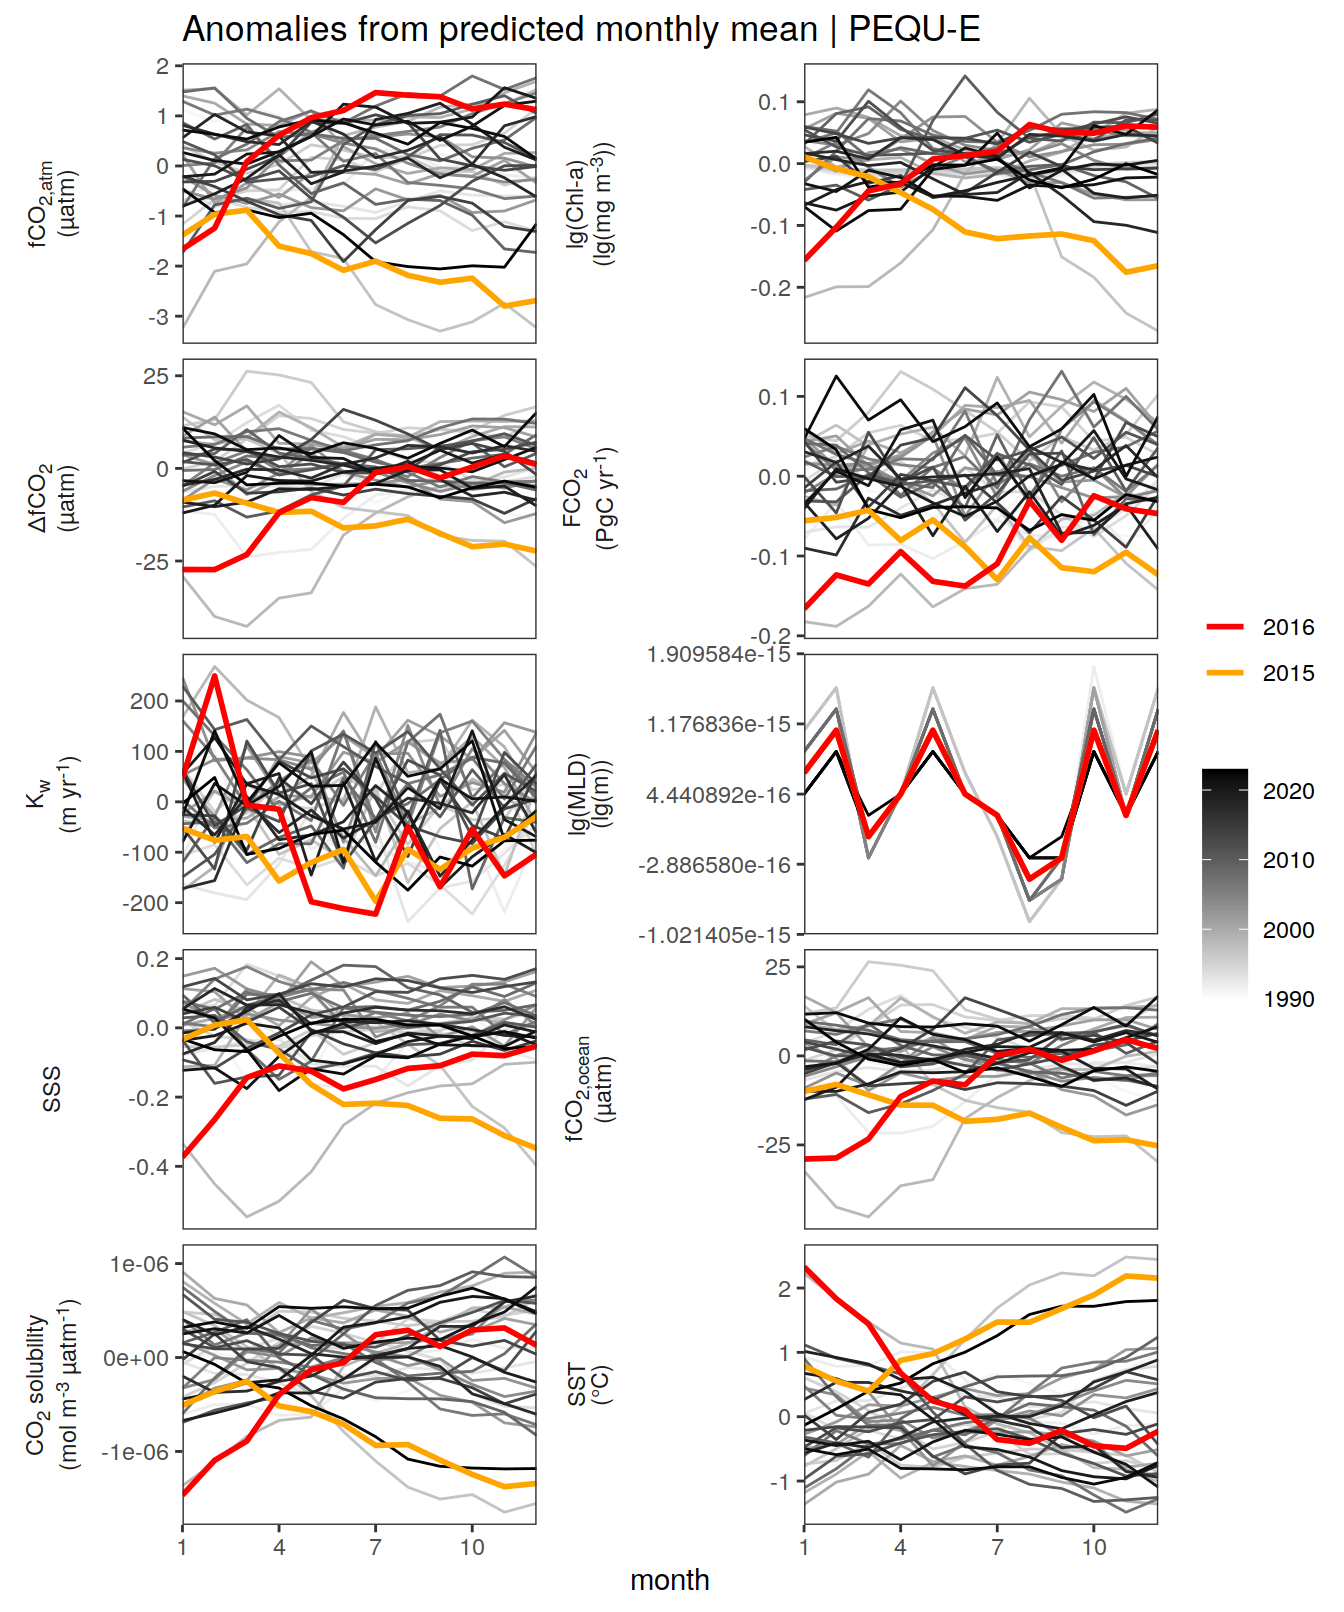 Anomalies from predicted monthly mean | PEQU-E
fCO2,atm
(µatm)
2
1
0
-1
-2
-3
lg(Chl-a)
(lg(mg m-3))
0.1
0.0
-0.1
-0.2
ΔfCO2
(µatm)
25
0
-25
FCO2
(PgC yr-1)
0.1
0.0
-0.1
-0.2
Kw
(m yr-1)
200
100
0
-100
-200
lg(MLD)
(lg(m))
1.909584e-15
1.176836e-15
4.440892e-16
-2.886580e-16
-1.021405e-15
SSS
0.2
0.0
-0.2
-0.4
fCO2,ocean
(µatm)
25
0
-25
CO2 solubility
(mol m-3 µatm-1)
1e-06
0e+00
-1e-06
SST
(°C)
2
1
0
-1
1 4 7 10
1 4 7 10
month
2016
2015
2020
2010
2000
1990